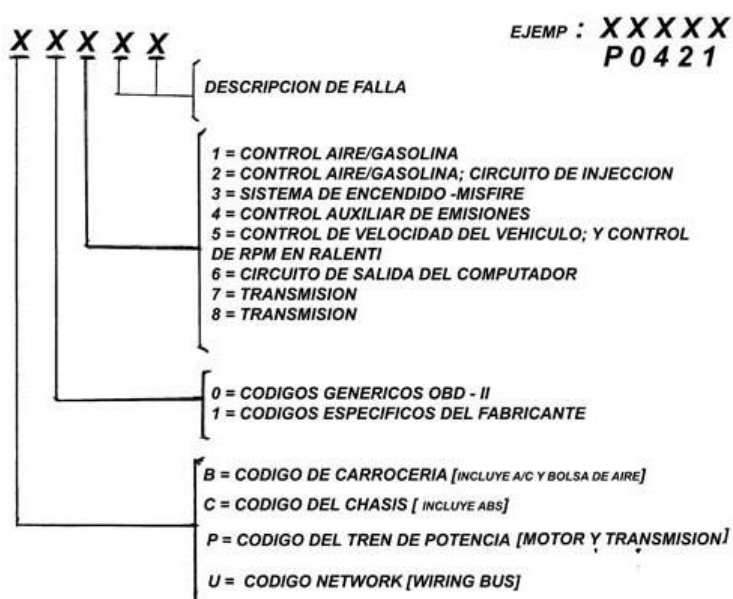 EJEMP : X X X X X
P 0 4 2 1
X X X X X
DESCRIPCION DE FALLA
1 = CONTROL AIRE/GASOLINA
2 = CONTROL AIRE/GASOLINA; CIRCUITO DE INJECCION
3 = SISTEMA DE ENCENDIDO -MISFIRE
4 = CONTROL AUXILIAR DE EMISIONES
5 = CONTROL DE VELOCIDAD DEL VEHICULO; Y CONTROL
DE RPM EN RALENTI
6 = CIRCUITO DE SALIDA DEL COMPUTADOR
7 = TRANSMISION
8 = TRANSMISION
0 = CODIGOS GENERICOS OBD - II
1 = CODIGOS ESPECIFICOS DEL FABRICANTE
B = CODIGO DE CARROCERIA [INCLUYE A/C Y BOLSA DE AIRE]
C = CODIGO DEL CHASIS [ INCLUYE ABS]
P = CODIGO DEL TREN DE POTENCIA [MOTOR Y TRANSMISION]
U = CODIGO NETWORK [WIRING BUS]